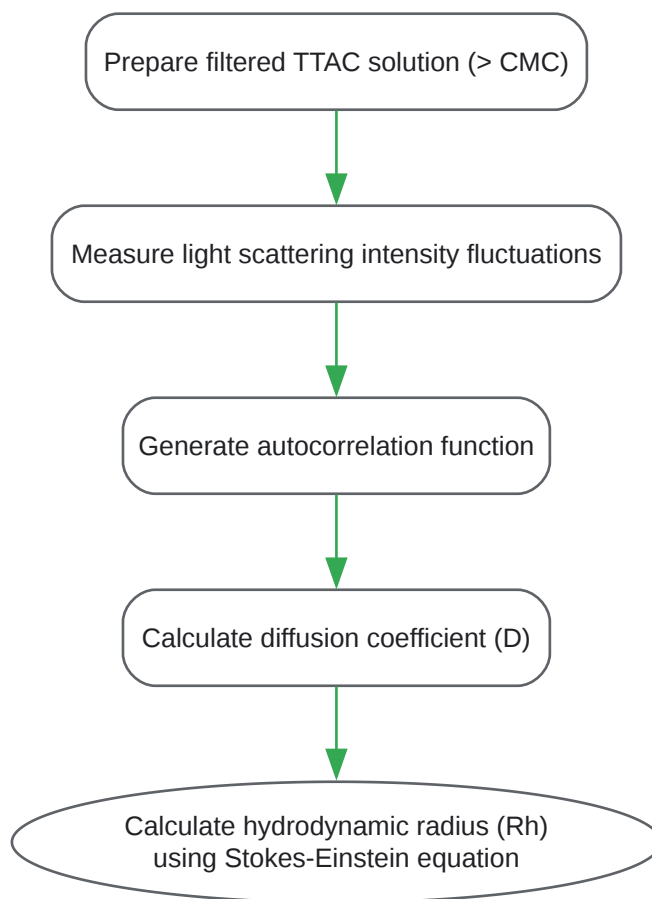 Prepare filtered TTAC solution (> CMC)
Measure light scattering intensity fluctuations
Generate autocorrelation function
Calculate diffusion coefficient (D)
Calculate hydrodynamic radius (Rh)
using Stokes-Einstein equation